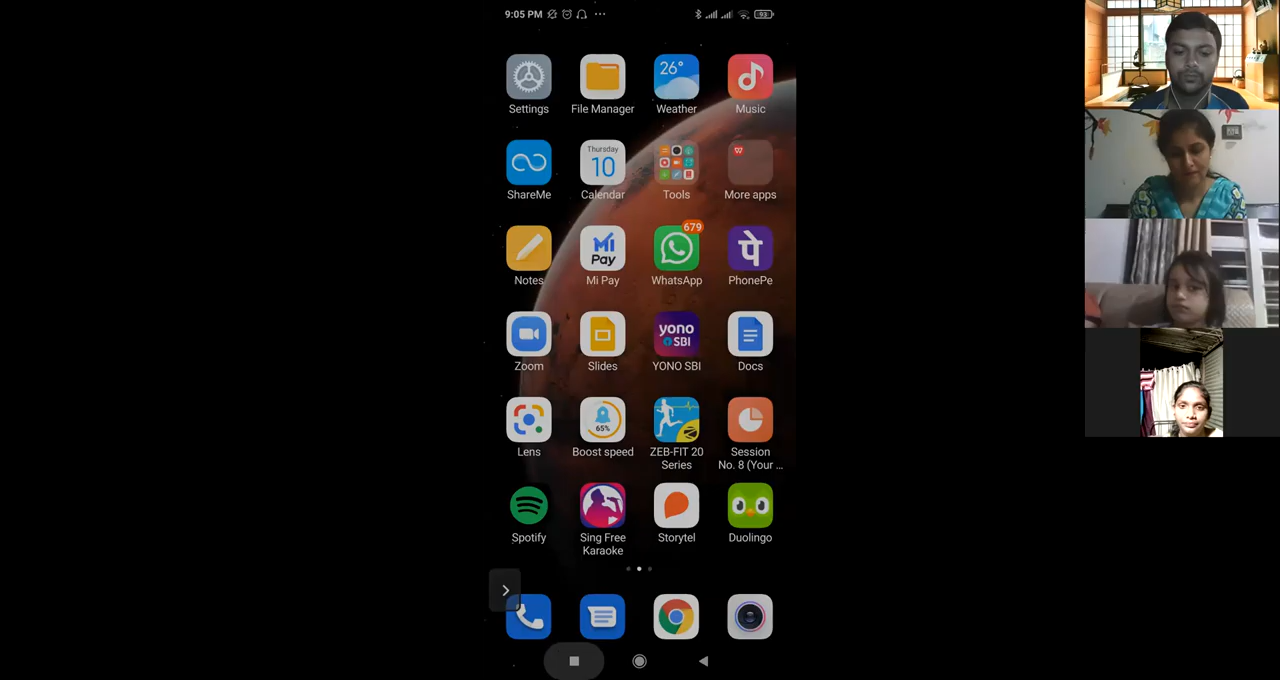 9:05 PM
93
26°
Settings
File Manager
Weather
Music
Thursday
10
ShareMe
Calendar
Tools
More apps
679
Mi
Pay
पे
Notes
Mi Pay
WhatsApp
PhonePe
yono
SBI
Zoom
Slides
YONO SBI
Docs
65%
Lens
Boost speed
ZEB-FIT 20
Series
Session
No. 8 (Your ...
Spotify
Sing Free
Karaoke
Storytel
Duolingo